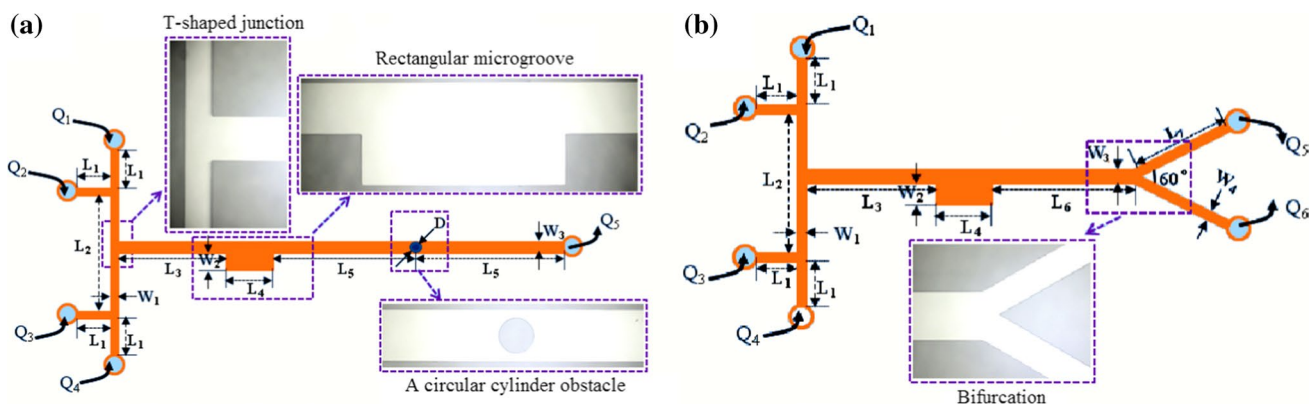 (a)
T-shaped junction
Rectangular microgroove
Q1
L1
L1
Q2
L2
D
W3
Q5
W2
L3
L5
L5
L4
W1
Q3
L1
L1
Q4
A circular cylinder obstacle
(b)
Q1
L1
L1
Q2
L2
W3
Q5
60°
W4
W2
L3
L6
L4
Q6
W1
Q3
L1
L1
Q4
Bifurcation